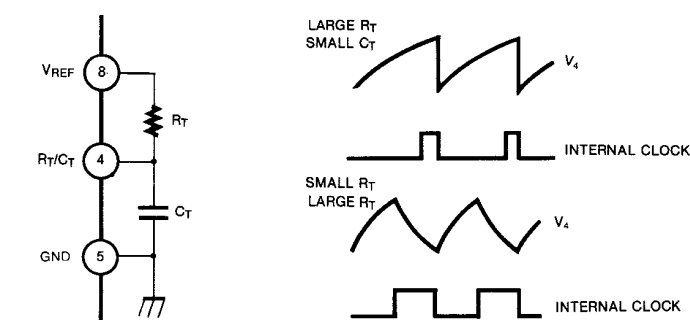 VREF
8
RT
RT/CT
4
CT
GND
5
LARGE RT
SMALL CT
V4
INTERNAL CLOCK
SMALL RT
LARGE RT
V4
INTERNAL CLOCK